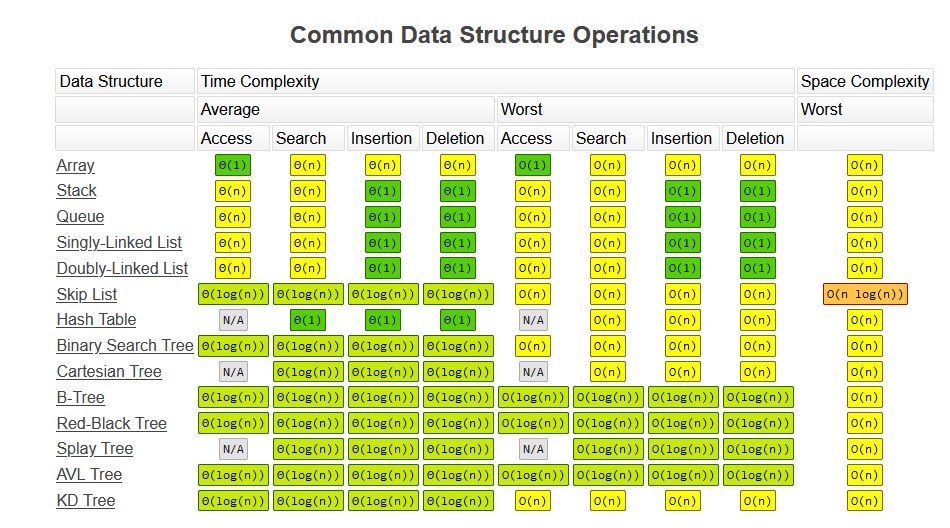 Common Data Structure Operations
Data Structure Time Complexity Space Complexity
Average Worst Worst
Access Search Insertion Deletion Access Search Insertion Deletion
Array Θ(1) Θ(n) Θ(n) Θ(n) O(1) O(n) O(n) O(n) O(n)
Stack Θ(n) Θ(n) Θ(1) Θ(1) O(n) O(n) O(1) O(1) O(n)
Queue Θ(n) Θ(n) Θ(1) Θ(1) O(n) O(n) O(1) O(1) O(n)
Singly-Linked List Θ(n) Θ(n) Θ(1) Θ(1) O(n) O(n) O(1) O(1) O(n)
Doubly-Linked List Θ(n) Θ(n) Θ(1) Θ(1) O(n) O(n) O(1) O(1) O(n)
Skip List Θ(log(n)) Θ(log(n)) Θ(log(n)) Θ(log(n)) O(n) O(n) O(n) O(n) O(n log(n))
Hash Table N/A Θ(1) Θ(1) Θ(1) N/A O(n) O(n) O(n) O(n)
Binary Search Tree Θ(log(n)) Θ(log(n)) Θ(log(n)) Θ(log(n)) O(n) O(n) O(n) O(n) O(n)
Cartesian Tree N/A Θ(log(n)) Θ(log(n)) Θ(log(n)) N/A O(n) O(n) O(n) O(n)
B-Tree Θ(log(n)) Θ(log(n)) Θ(log(n)) Θ(log(n)) O(log(n)) O(log(n)) O(log(n)) O(log(n)) O(n)
Red-Black Tree Θ(log(n)) Θ(log(n)) Θ(log(n)) Θ(log(n)) O(log(n)) O(log(n)) O(log(n)) O(log(n)) O(n)
Splay Tree N/A Θ(log(n)) Θ(log(n)) Θ(log(n)) N/A O(log(n)) O(log(n)) O(log(n)) O(n)
AVL Tree Θ(log(n)) Θ(log(n)) Θ(log(n)) Θ(log(n)) O(log(n)) O(log(n)) O(log(n)) O(log(n)) O(n)
KD Tree Θ(log(n)) Θ(log(n)) Θ(log(n)) Θ(log(n)) O(n) O(n) O(n) O(n) O(n)